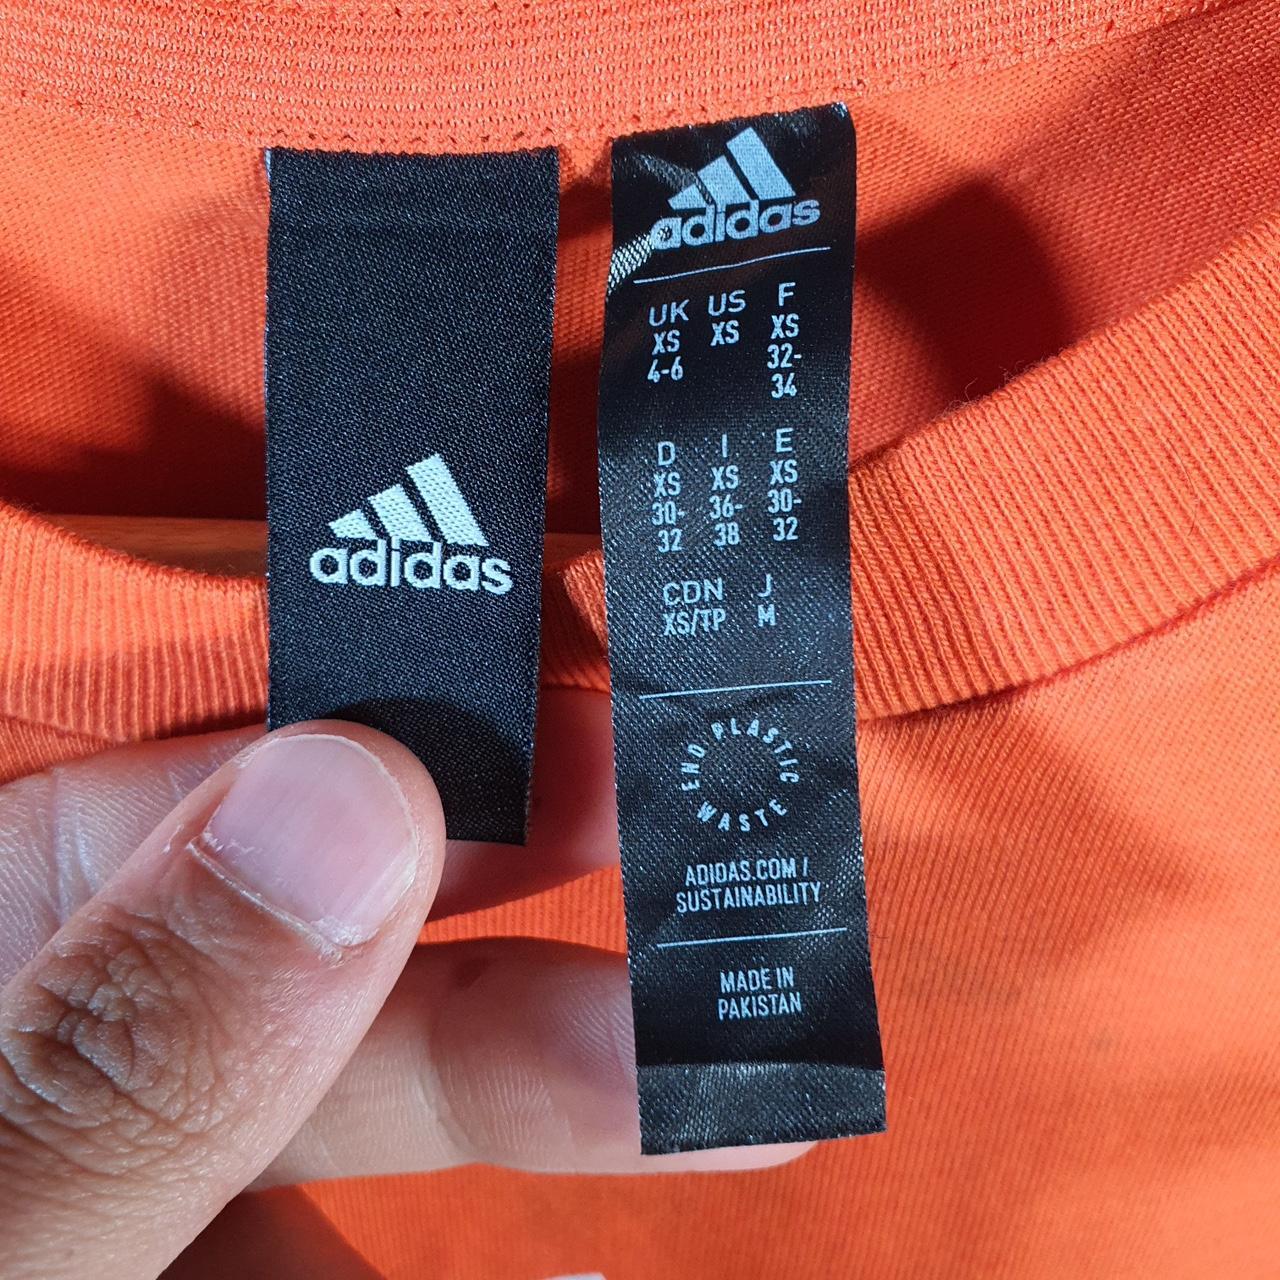 adidas
adidas
UK US F
XS XS XS
4-6 32-
34
D I E
XS XS XS
30- 36- 30-
32 38 32
CDN J
XS/TP M
END PLASTIC WASTE
ADIDAS.COM/
SUSTAINABILITY
MADE IN
PAKISTAN